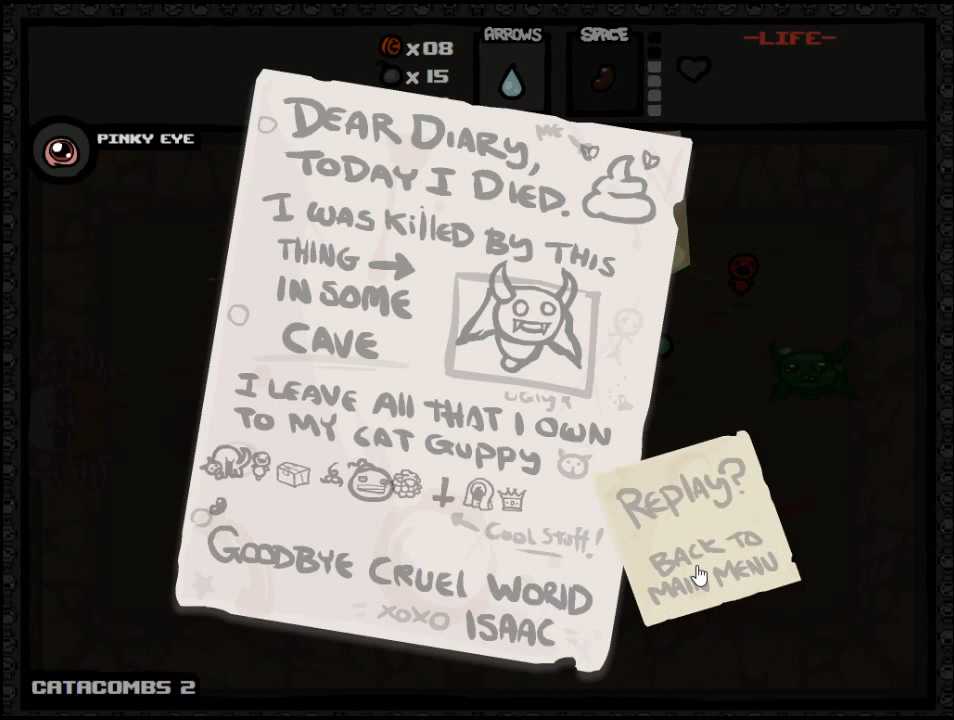 x08
x 15
ARROWS
SPACE
-LIFE-
PINKY EYE
DEAR DIARY,
TODAY I DIED.
ME
I WAS KILLED BY THIS
THING
IN SOME
CAVE
UGLY
I LEAVE ALL THAT I OWN
TO MY CAT GUPPY
COOL STUFF!
GOODBYE CRUEL WORLD
XOXO ISAAC
REPLAY?
BACK TO
MAIN MENU
CATACOMBS 2